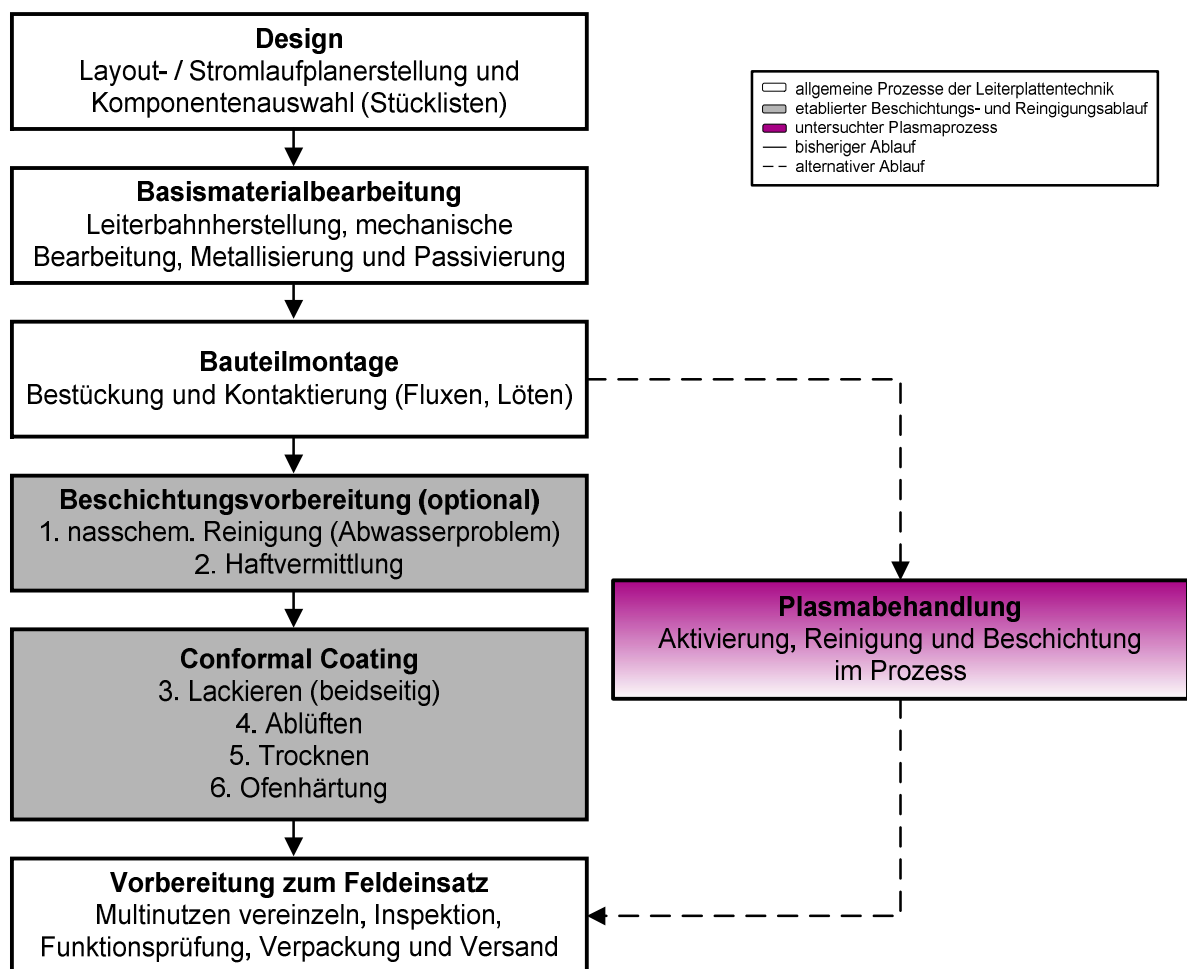 Design
Layout- / Stromlaufplanerstellung und
Komponentenauswahl (Stücklisten)
allgemeine Prozesse der Leiterplattentechnik
etablierter Beschichtungs- und Reingigungsablauf
untersuchter Plasmaprozess
bisheriger Ablauf
alternativer Ablauf
Basismaterialbearbeitung
Leiterbahnherstellung, mechanische
Bearbeitung, Metallisierung und Passivierung
Bauteilmontage
Bestückung und Kontaktierung (Fluxen, Löten)
Beschichtungsvorbereitung (optional)
1. nasschem. Reinigung (Abwasserproblem)
2. Haftvermittlung
Plasmabehandlung
Aktivierung, Reinigung und Beschichtung
im Prozess
Conformal Coating
3. Lackieren (beidseitig)
4. Ablüften
5. Trocknen
6. Ofenhärtung
Vorbereitung zum Feldeinsatz
Multinutzen vereinzeln, Inspektion,
Funktionsprüfung, Verpackung und Versand